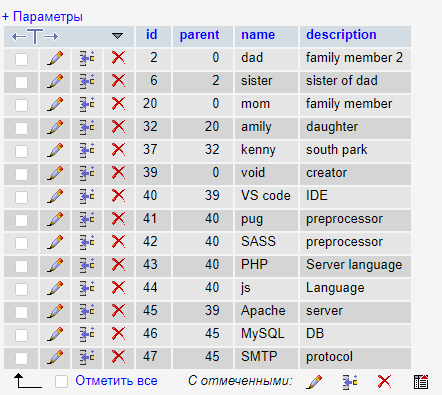 + Параметры
id parent name description
2 0 dad family member 2
6 2 sister sister of dad
20 0 mom family member
32 20 amily daughter
37 32 kenny south park
39 0 void creator
40 39 VS code IDE
41 40 pug preprocessor
42 40 SASS preprocessor
43 40 PHP Server language
44 40 js Language
45 39 Apache server
46 45 MySQL DB
47 45 SMTP protocol
Отметить все С отмеченными: